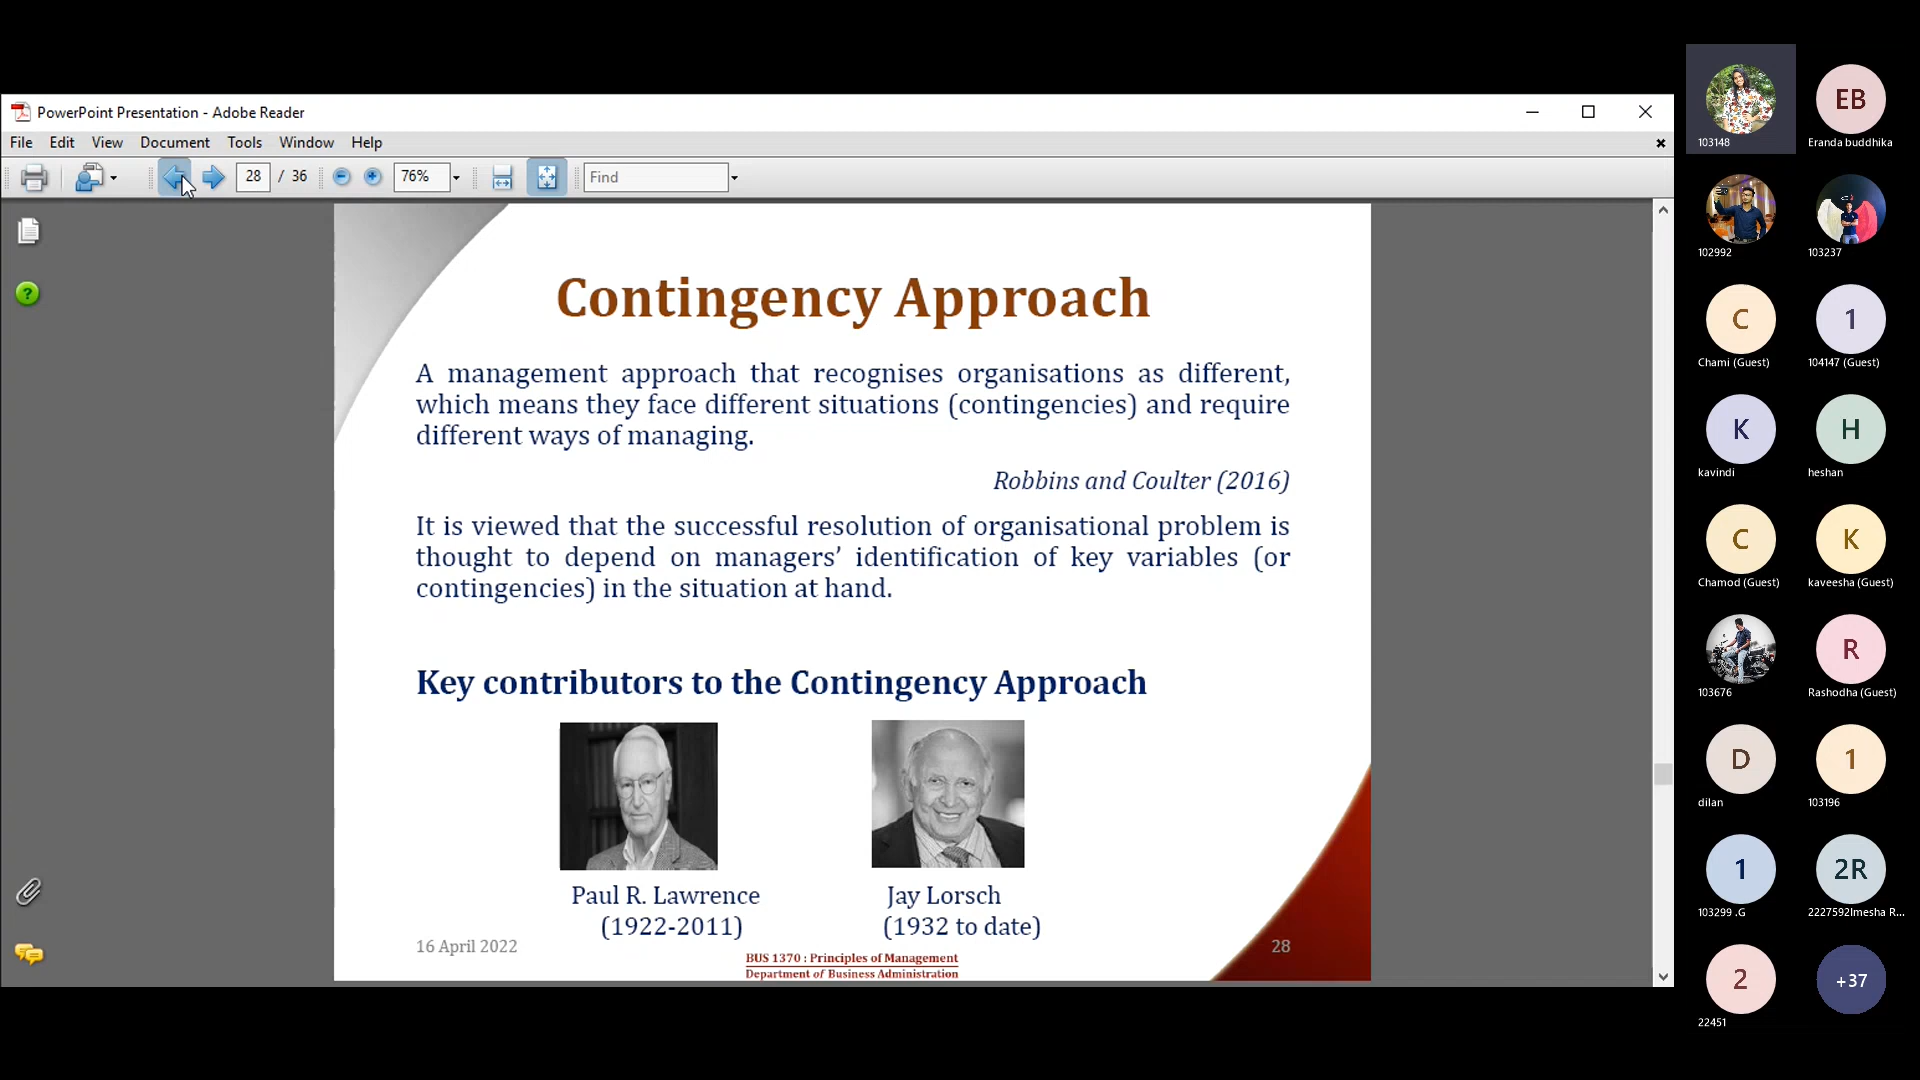 PowerPoint Presentation - Adobe Reader
File Edit View Document Tools Window Help
28 / 36 76% Find
Contingency Approach
A management approach that recognises organisations as different,
which means they face different situations (contingencies) and require
different ways of managing.
Robbins and Coulter (2016)
It is viewed that the successful resolution of organisational problem is
thought to depend on managers’ identification of key variables (or
contingencies) in the situation at hand.
Key contributors to the Contingency Approach
Paul R. Lawrence
(1922-2011)
Jay Lorsch
(1932 to date)
16 April 2022
BUS 1370 : Principles of Management
Department of Business Administration
28
103148
EB
Eranda buddhika
102992
103237
C
Chami (Guest)
1
104147 (Guest)
K
kavindi
H
heshan
C
Chamod (Guest)
K
kaveesha (Guest)
103676
R
Rashodha (Guest)
D
dilan
1
103196
1
103299 .G
2R
2227592Imesha R...
2
22451
+37